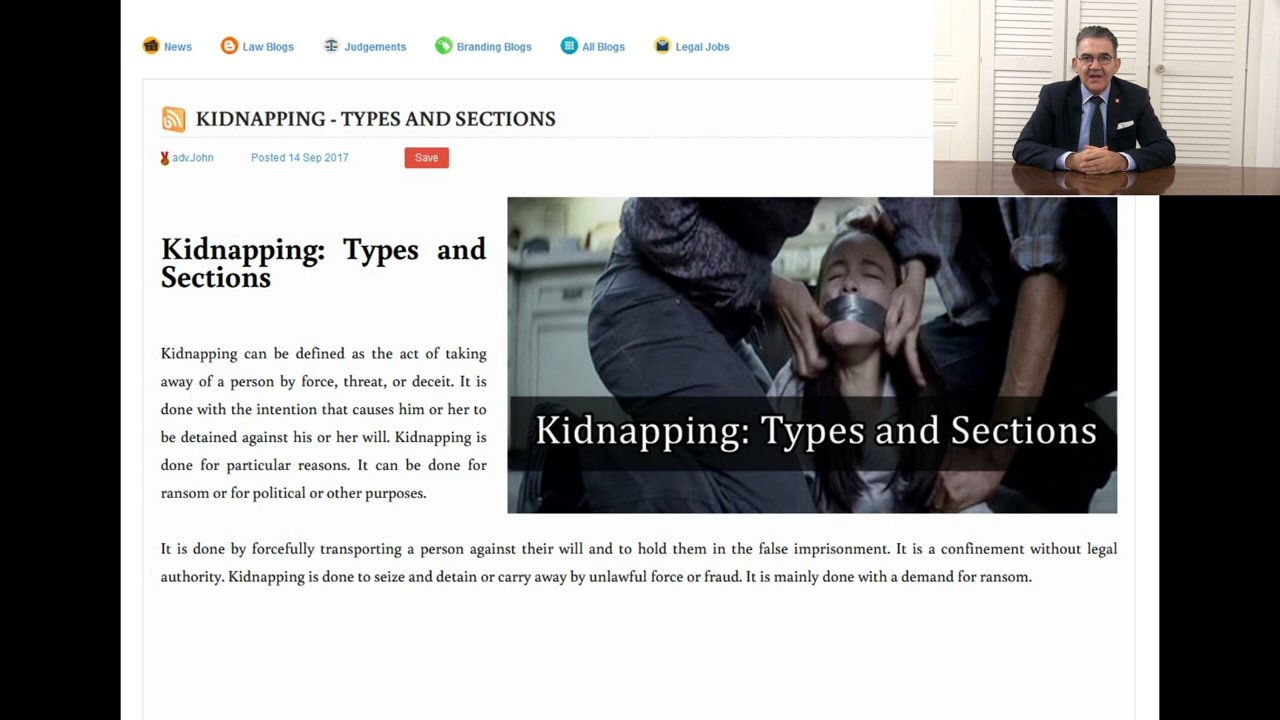 News Law Blogs Judgements Branding Blogs All Blogs Legal Jobs
KIDNAPPING - TYPES AND SECTIONS
adv.John Posted 14 Sep 2017 Save
Kidnapping: Types and
Sections
Kidnapping can be defined as the act of taking
away of a person by force, threat, or deceit. It is
done with the intention that causes him or her to
be detained against his or her will. Kidnapping is
done for particular reasons. It can be done for
ransom or for political or other purposes.
Kidnapping: Types and Sections
It is done by forcefully transporting a person against their will and to hold them in the false imprisonment. It is a confinement without legal
authority. Kidnapping is done to seize and detain or carry away by unlawful force or fraud. It is mainly done with a demand for ransom.